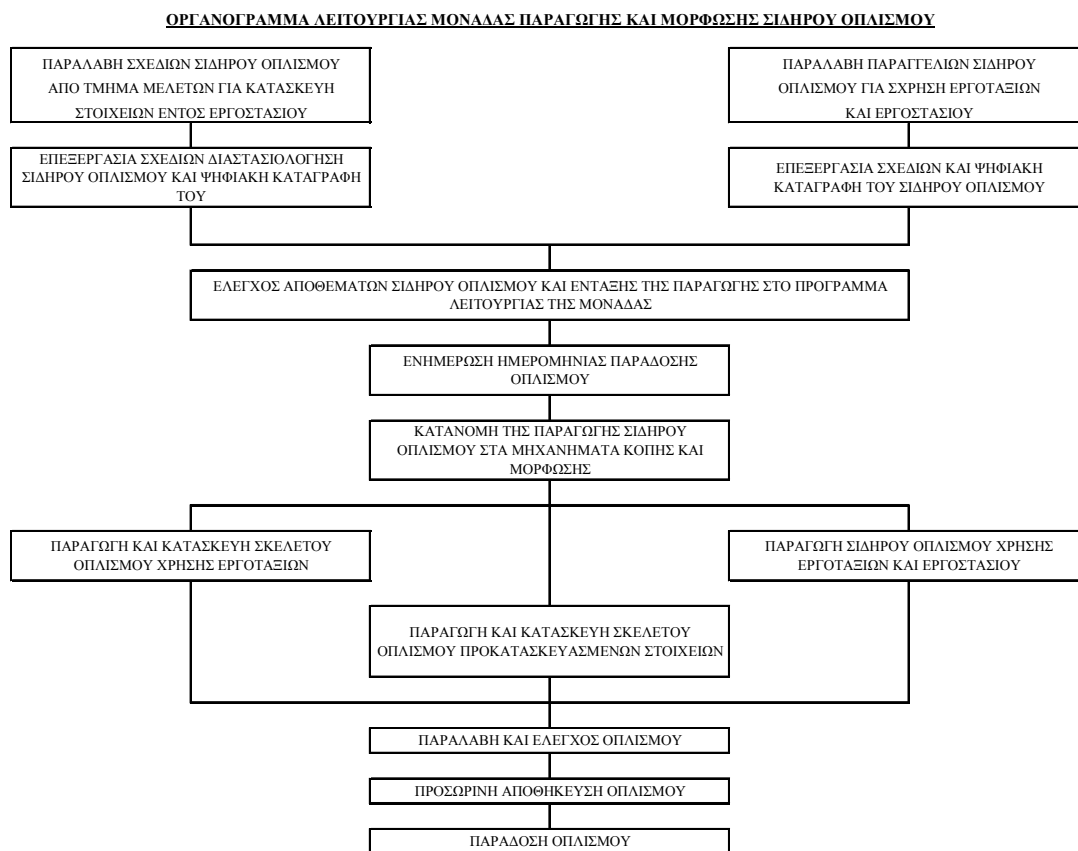 ΟΡΓΑΝΟΓΡΑΜΜΑ ΛΕΙΤΟΥΡΓΙΑΣ ΜΟΝΑΔΑΣ ΠΑΡΑΓΩΓΗΣ ΚΑΙ ΜΟΡΦΩΣΗΣ ΣΙΔΗΡΟΥ ΟΠΛΙΣΜΟΥ
ΠΑΡΑΛΑΒΗ ΣΧΕΔΙΩΝ ΣΙΔΗΡΟΥ ΟΠΛΙΣΜΟΥ
ΑΠΟ ΤΜΗΜΑ ΜΕΛΕΤΩΝ ΓΙΑ ΚΑΤΑΣΚΕΥΗ
ΣΤΟΙΧΕΙΩΝ ΕΝΤΟΣ ΕΡΓΟΣΤΑΣΙΟΥ
ΠΑΡΑΛΑΒΗ ΠΑΡΑΓΓΕΛΙΩΝ ΣΙΔΗΡΟΥ
ΟΠΛΙΣΜΟΥ ΓΙΑ ΣΧΡΗΣΗ ΕΡΓΟΤΑΞΙΩΝ
ΚΑΙ ΕΡΓΟΣΤΑΣΙΟΥ
ΕΠΕΞΕΡΓΑΣΙΑ ΣΧΕΔΙΩΝ ΔΙΑΣΤΑΣΙΟΛΟΓΗΣΗ
ΣΙΔΗΡΟΥ ΟΠΛΙΣΜΟΥ ΚΑΙ ΨΗΦΙΑΚΗ ΚΑΤΑΓΡΑΦΗ
ΤΟΥ
ΕΠΕΞΕΡΓΑΣΙΑ ΣΧΕΔΙΩΝ ΚΑΙ ΨΗΦΙΑΚΗ
ΚΑΤΑΓΡΑΦΗ ΤΟΥ ΣΙΔΗΡΟΥ ΟΠΛΙΣΜΟΥ
ΕΛΕΓΧΟΣ ΑΠΟΘΕΜΑΤΩΝ ΣΙΔΗΡΟΥ ΟΠΛΙΣΜΟΥ ΚΑΙ ΕΝΤΑΞΗΣ ΤΗΣ ΠΑΡΑΓΩΓΗΣ ΣΤΟ ΠΡΟΓΡΑΜΜΑ
ΛΕΙΤΟΥΡΓΙΑΣ ΤΗΣ ΜΟΝΑΔΑΣ
ΕΝΗΜΕΡΩΣΗ ΗΜΕΡΟΜΗΝΙΑΣ ΠΑΡΑΔΟΣΗΣ
ΟΠΛΙΣΜΟΥ
ΚΑΤΑΝΟΜΗ ΤΗΣ ΠΑΡΑΓΩΓΗΣ ΣΙΔΗΡΟΥ
ΟΠΛΙΣΜΟΥ ΣΤΑ ΜΗΧΑΝΗΜΑΤΑ ΚΟΠΗΣ ΚΑΙ
ΜΟΡΦΩΣΗΣ
ΠΑΡΑΓΩΓΗ ΚΑΙ ΚΑΤΑΣΚΕΥΗ ΣΚΕΛΕΤΟΥ
ΟΠΛΙΣΜΟΥ ΧΡΗΣΗΣ ΕΡΓΟΤΑΞΙΩΝ
ΠΑΡΑΓΩΓΗ ΣΙΔΗΡΟΥ ΟΠΛΙΣΜΟΥ ΧΡΗΣΗΣ
ΕΡΓΟΤΑΞΙΩΝ ΚΑΙ ΕΡΓΟΣΤΑΣΙΟΥ
ΠΑΡΑΓΩΓΗ ΚΑΙ ΚΑΤΑΣΚΕΥΗ ΣΚΕΛΕΤΟΥ
ΟΠΛΙΣΜΟΥ ΠΡΟΚΑΤΑΣΚΕΥΑΣΜΕΝΩΝ ΣΤΟΙΧΕΙΩΝ
ΠΑΡΑΛΑΒΗ ΚΑΙ ΕΛΕΓΧΟΣ ΟΠΛΙΣΜΟΥ
ΠΡΟΣΩΡΙΝΗ ΑΠΟΘΗΚΕΥΣΗ ΟΠΛΙΣΜΟΥ
ΠΑΡΑΔΟΣΗ ΟΠΛΙΣΜΟΥ